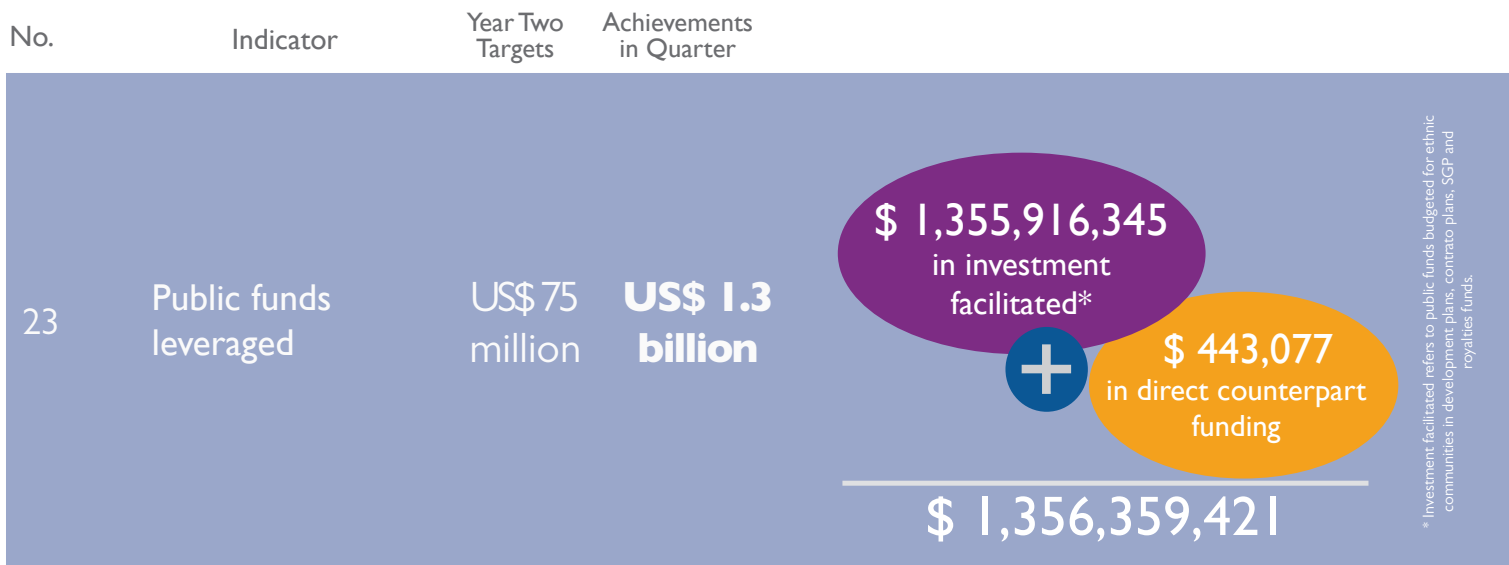 No.
Indicator
Year Two
Targets
Achievements
in Quarter
23
Public funds
leveraged
US$ 75
million
US$ 1.3
billion
$ 1,355,916,345
in investment
facilitated*
+
$ 443,077
in direct counterpart
funding
$ 1,356,359,421
* Investment facilitated refers to public funds budgeted for ethnic
communities in development plans, contrato plans, SGP and
royalties funds.